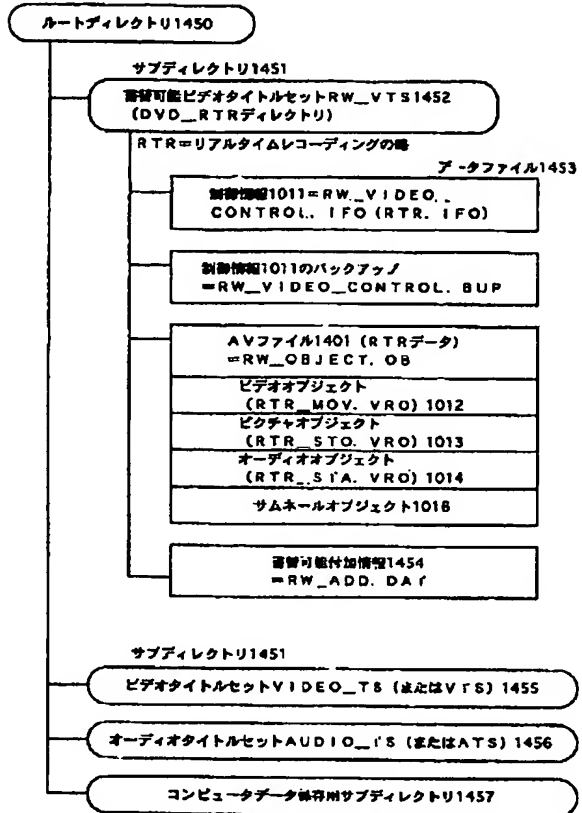 ルートディレクトリ1450
サブディレクトリ1451
書替可能ビデオタイトルセットRW_VTS1452
(DVD_RTRディレクトリ)
RTR=リアルタイムレコーディングの略
データファイル1453
制御情報1011=RW_VIDEO_
CONTROL. IFO (RTR. IFO)
制御情報1011のバックアップ
=RW_VIDEO_CONTROL. BUP
AVファイル1401 (RTRデータ)
=RW_OBJECT. OB
ビデオオブジェクト
(RTR_MOV. VRO) 1012
ピクチャオブジェクト
(RTR_STO. VRO) 1013
オーディオオブジェクト
(RTR_STA. VRO) 1014
サムネールオブジェクト1016
書替可能付加情報1454
=RW_ADD. DAT
サブディレクトリ1451
ビデオタイトルセットVIDEO_TS (またはVTS) 1455
オーディオタイトルセットAUDIO_TS (またはATS) 1456
コンピュータデータ保存用サブディレクトリ1457